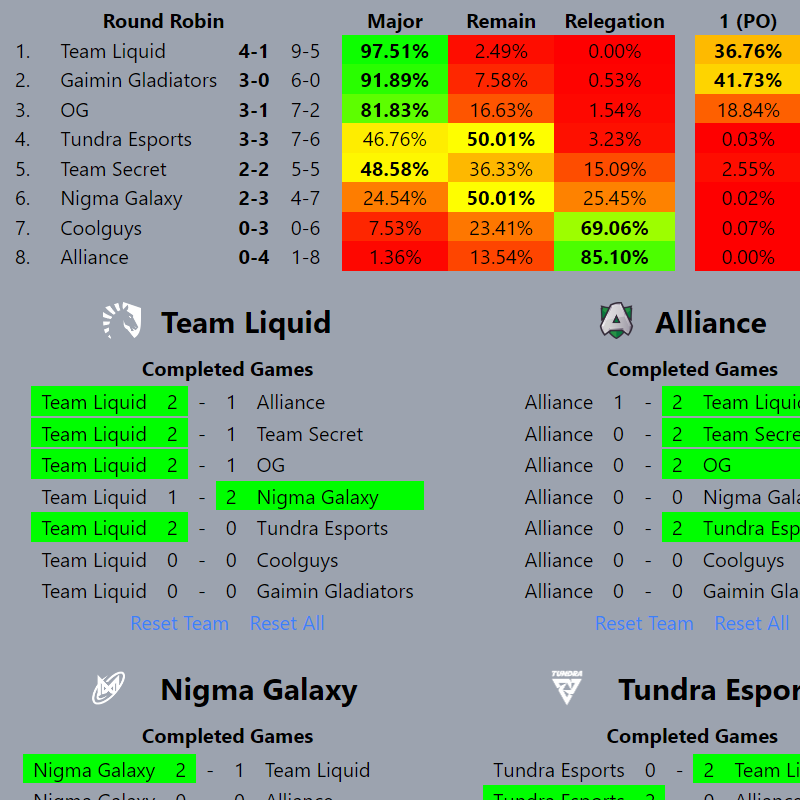 Round Robin Major Remain Relegation 1 (PO)
1. Team Liquid 4-1 9-5 97.51% 2.49% 0.00% 36.76%
2. Gaimin Gladiators 3-0 6-0 91.89% 7.58% 0.53% 41.73%
3. OG 3-1 7-2 81.83% 16.63% 1.54% 18.84%
4. Tundra Esports 3-3 7-6 46.76% 50.01% 3.23% 0.03%
5. Team Secret 2-2 5-5 48.58% 36.33% 15.09% 2.55%
6. Nigma Galaxy 2-3 4-7 24.54% 50.01% 25.45% 0.02%
7. Coolguys 0-3 0-6 7.53% 23.41% 69.06% 0.07%
8. Alliance 0-4 1-8 1.36% 13.54% 85.10% 0.00%
Team Liquid Alliance
Completed Games Completed Games
Team Liquid 2 - 1 Alliance Alliance 1 - 2 Team Liquid
Team Liquid 2 - 1 Team Secret Alliance 0 - 2 Team Secre
Team Liquid 2 - 1 OG Alliance 0 - 2 OG
Team Liquid 1 - 2 Nigma Galaxy Alliance 0 - 0 Nigma Gala
Team Liquid 2 - 0 Tundra Esports Alliance 0 - 2 Tundra Esp
Team Liquid 0 - 0 Coolguys Alliance 0 - 0 Coolguys
Team Liquid 0 - 0 Gaimin Gladiators Alliance 0 - 0 Gaimin Gla
Reset Team Reset All Reset Team Reset All
TUNDRA
Nigma Galaxy Tundra Espor
Completed Games Completed Games
Nigma Galaxy 2 - 1 Team Liquid Tundra Esports 0 - 2 Team Li
Nigma Galaxy 0 - 0 Alliance Tundra Esports 2 - 0 Alliance